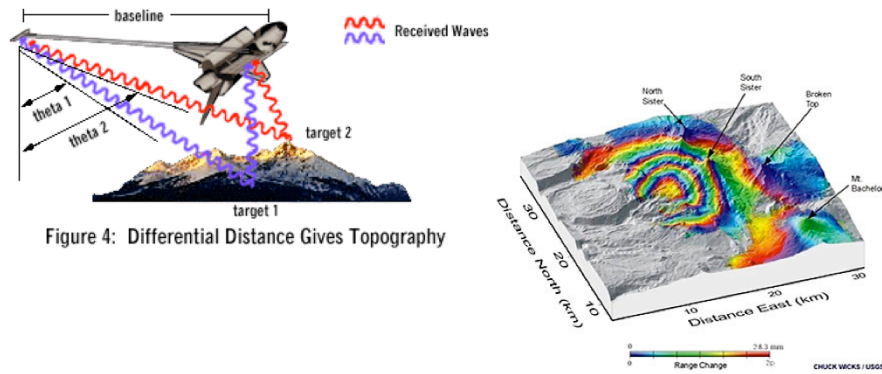 baseline
Received Waves
theta 1
theta 2
target 2
target 1
Figure 4: Differential Distance Gives Topography
North
Sister
South
Sister
Broken
Top
Mt.
Bachelor
30
20
10
Distance North (km)
10
20
30
Distance East (km)
0
28.3 mm
0
2p
Range Change
CHUCK WICKS / USGS